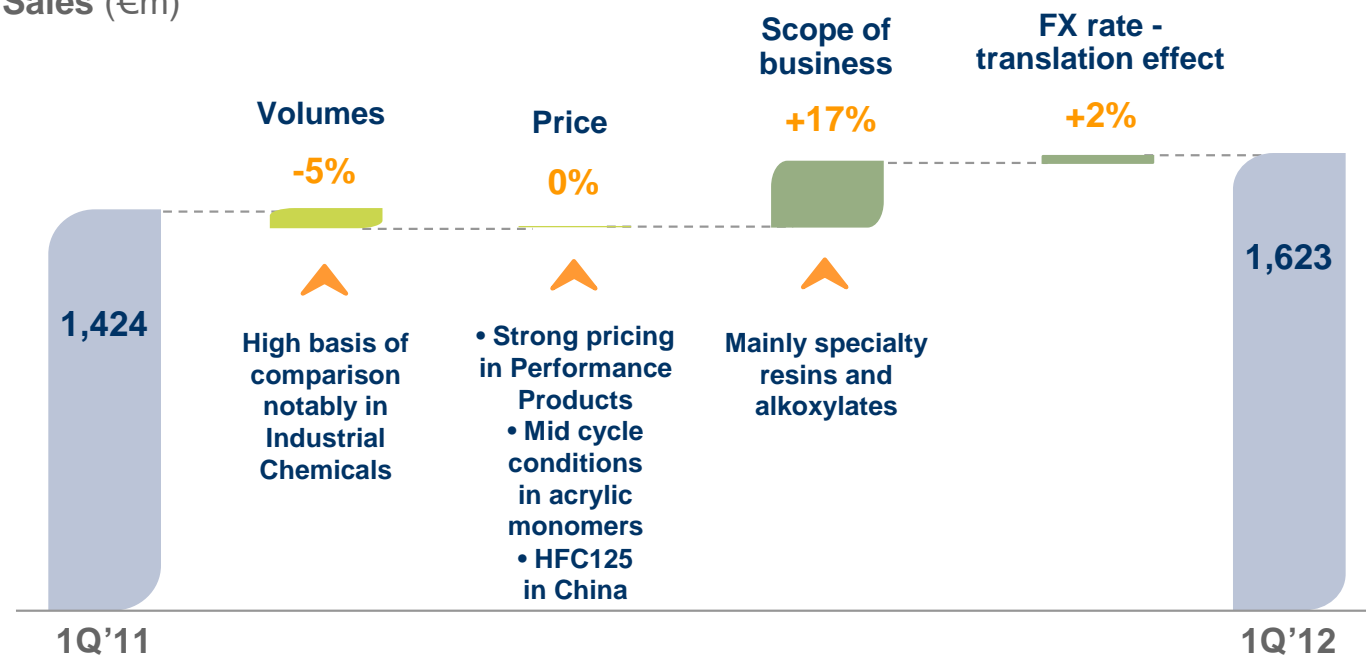 Sales (€m)
Volumes
-5%
Price
0%
Scope of
business
+17%
FX rate -
translation effect
+2%
1,424
High basis of
comparison
notably in
Industrial
Chemicals
• Strong pricing
in Performance
Products
• Mid cycle
conditions
in acrylic
monomers
• HFC125
in China
Mainly specialty
resins and
alkoxylates
1,623
1Q’11
1Q’12